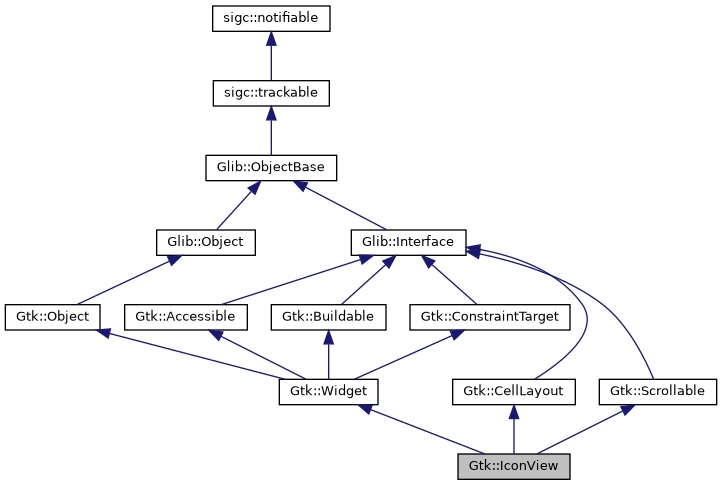 sigc::notifiable
sigc::trackable
Glib::ObjectBase
Glib::Object
Glib::Interface
Gtk::Object
Gtk::Accessible
Gtk::Buildable
Gtk::ConstraintTarget
Gtk::Widget
Gtk::CellLayout
Gtk::Scrollable
Gtk::IconView